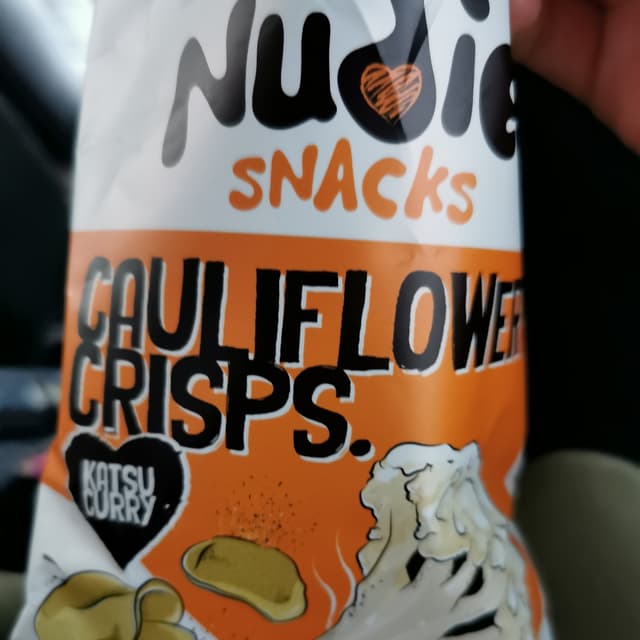 Nudie
SNACKS
CAULIFLOWER
CRISPS.
KATSU
CURRY